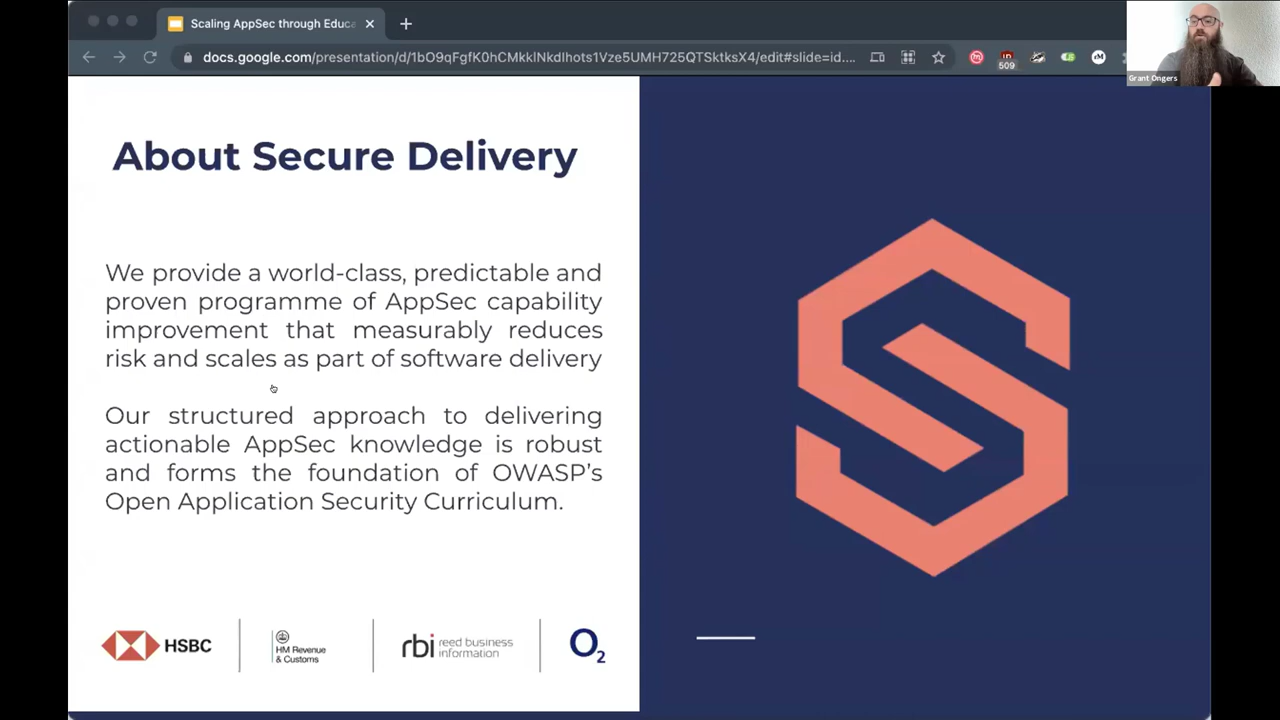 Scaling AppSec through Educa
docs.google.com/presentation/d/1bO9qFgfK0hCMkklNkdlhots1Vze5UMH725QTSktksX4/edit#slide=id....
509
Grant Ongers
About Secure Delivery
We provide a world-class, predictable and
proven programme of AppSec capability
improvement that measurably reduces
risk and scales as part of software delivery
Our structured approach to delivering
actionable AppSec knowledge is robust
and forms the foundation of OWASP’s
Open Application Security Curriculum.
HSBC
HM Revenue
& Customs
rbi reed business
information
O2